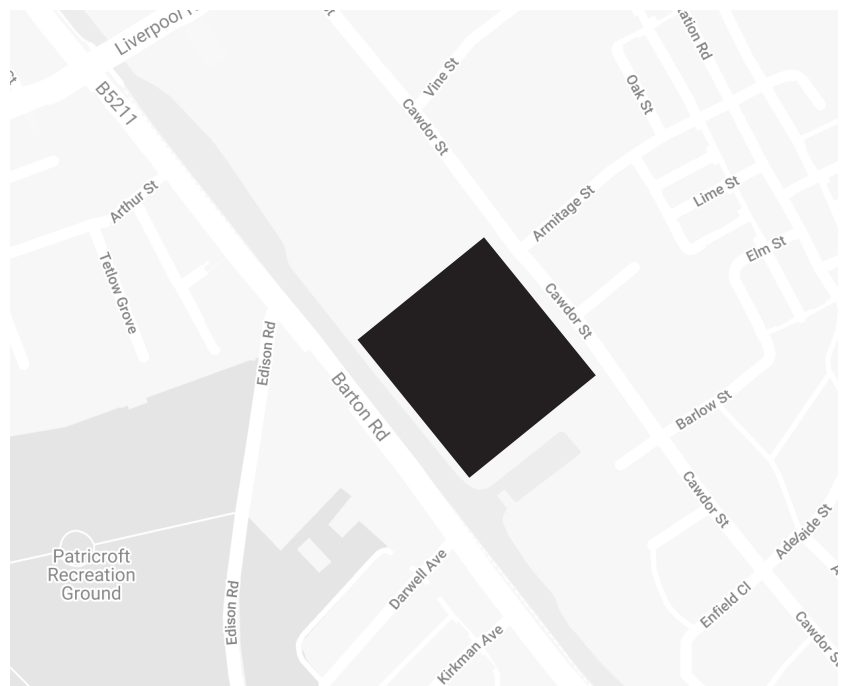 Liverpool
B5211
Vine St
Cawdor St
Oak St
Arthur St
Armitage St
Lime St
Elm St
Tetlow Grove
Cawdor St
Edison Rd
Barton Rd
Barlow St
Cawdor St
Adelaide St
Patricroft
Recreation
Ground
Darwell Ave
Enfield Cl
Edison Rd
Kirkman Ave
Cawdor St